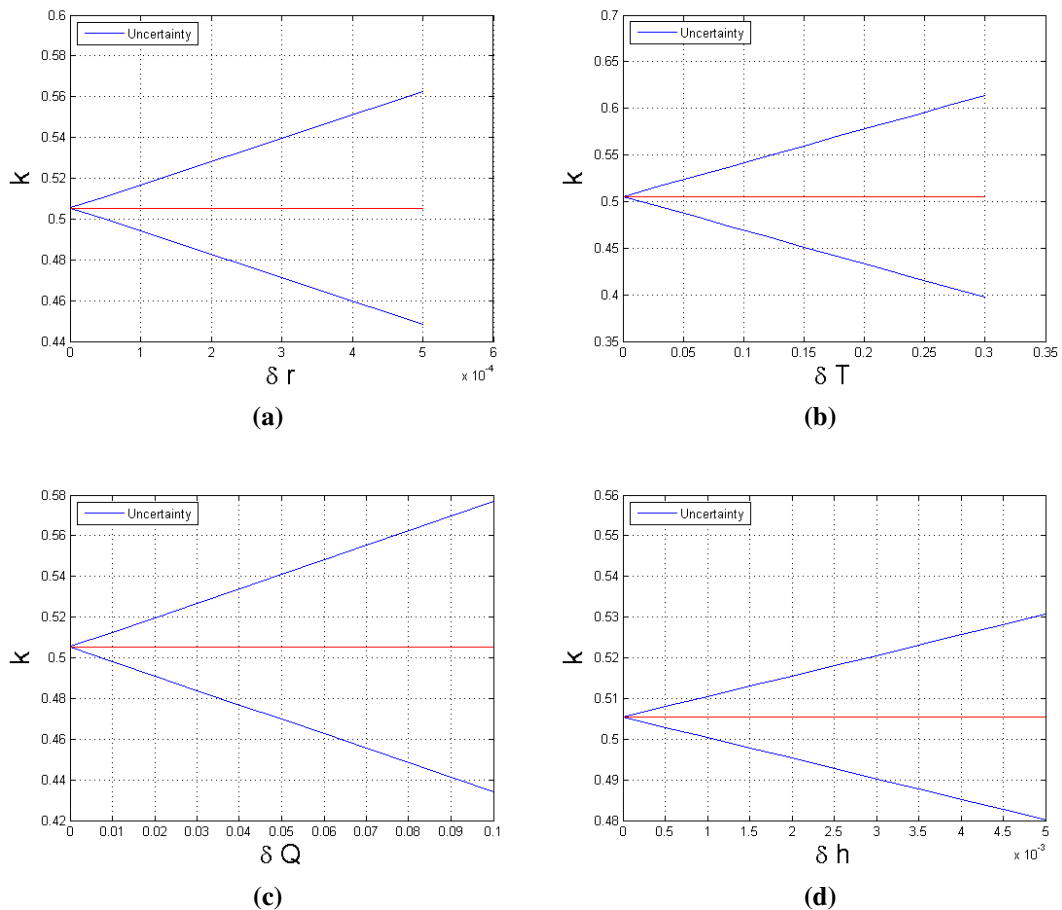 0.6
Uncertainty
0.58
0.56
0.54
0.52
k
0.5
0.48
0.46
0.44
0 1 2 3 4 5 6
δ r
x 10⁻⁴
(a)
0.7
Uncertainty
0.65
0.6
0.55
k
0.5
0.45
0.4
0.35
0 0.05 0.1 0.15 0.2 0.25 0.3 0.35
δ T
(b)
0.58
Uncertainty
0.56
0.54
0.52
k
0.5
0.48
0.46
0.44
0.42
0 0.01 0.02 0.03 0.04 0.05 0.06 0.07 0.08 0.09 0.1
δ Q
(c)
0.56
Uncertainty
0.55
0.54
0.53
0.52
k
0.51
0.5
0.49
0.48
0 0.5 1 1.5 2 2.5 3 3.5 4 4.5 5
δ h
x 10⁻³
(d)